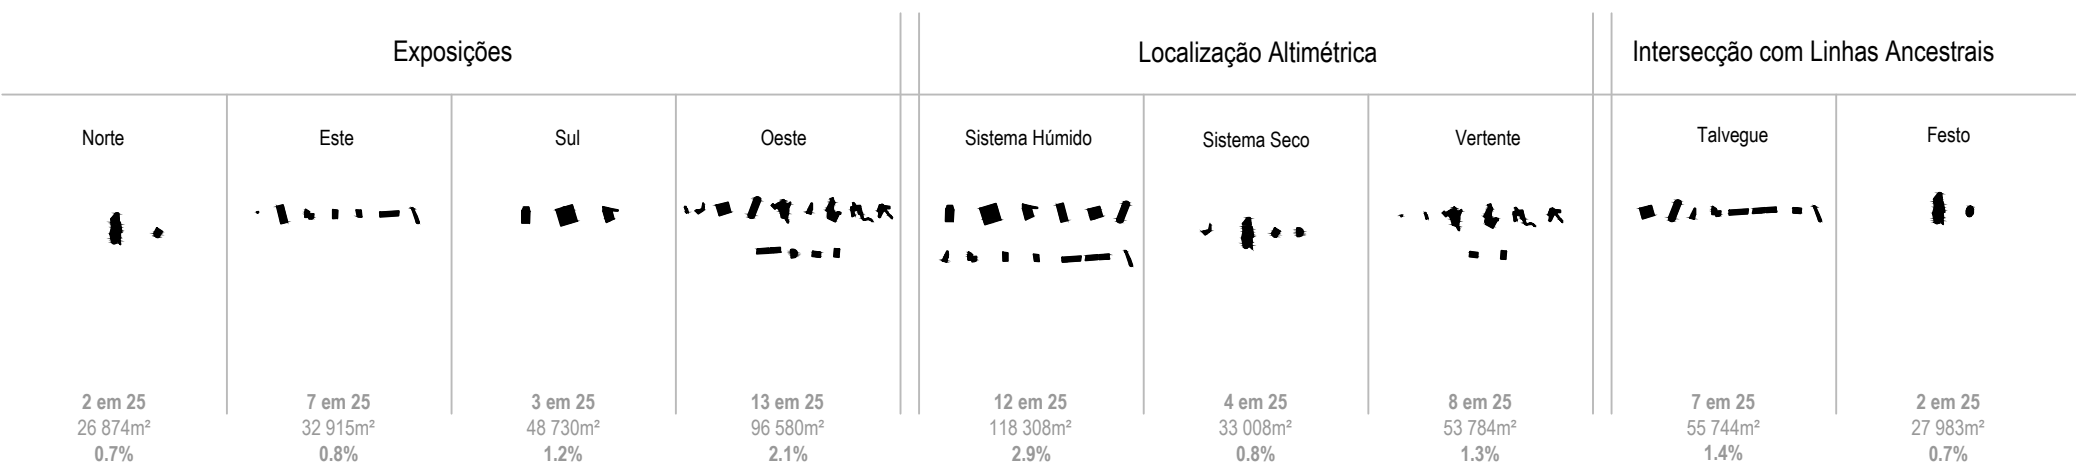 Exposições
Localização Altimétrica
Intersecção com Linhas Ancestrais
Norte
Este
Sul
Oeste
Sistema Húmido
Sistema Seco
Vertente
Talvegue
Festo
2 em 25
26 874m²
0.7%
7 em 25
32 915m²
0.8%
3 em 25
48 730m²
1.2%
13 em 25
96 580m²
2.1%
12 em 25
118 308m²
2.9%
4 em 25
33 008m²
0.8%
8 em 25
53 784m²
1.3%
7 em 25
55 744m²
1.4%
2 em 25
27 983m²
0.7%